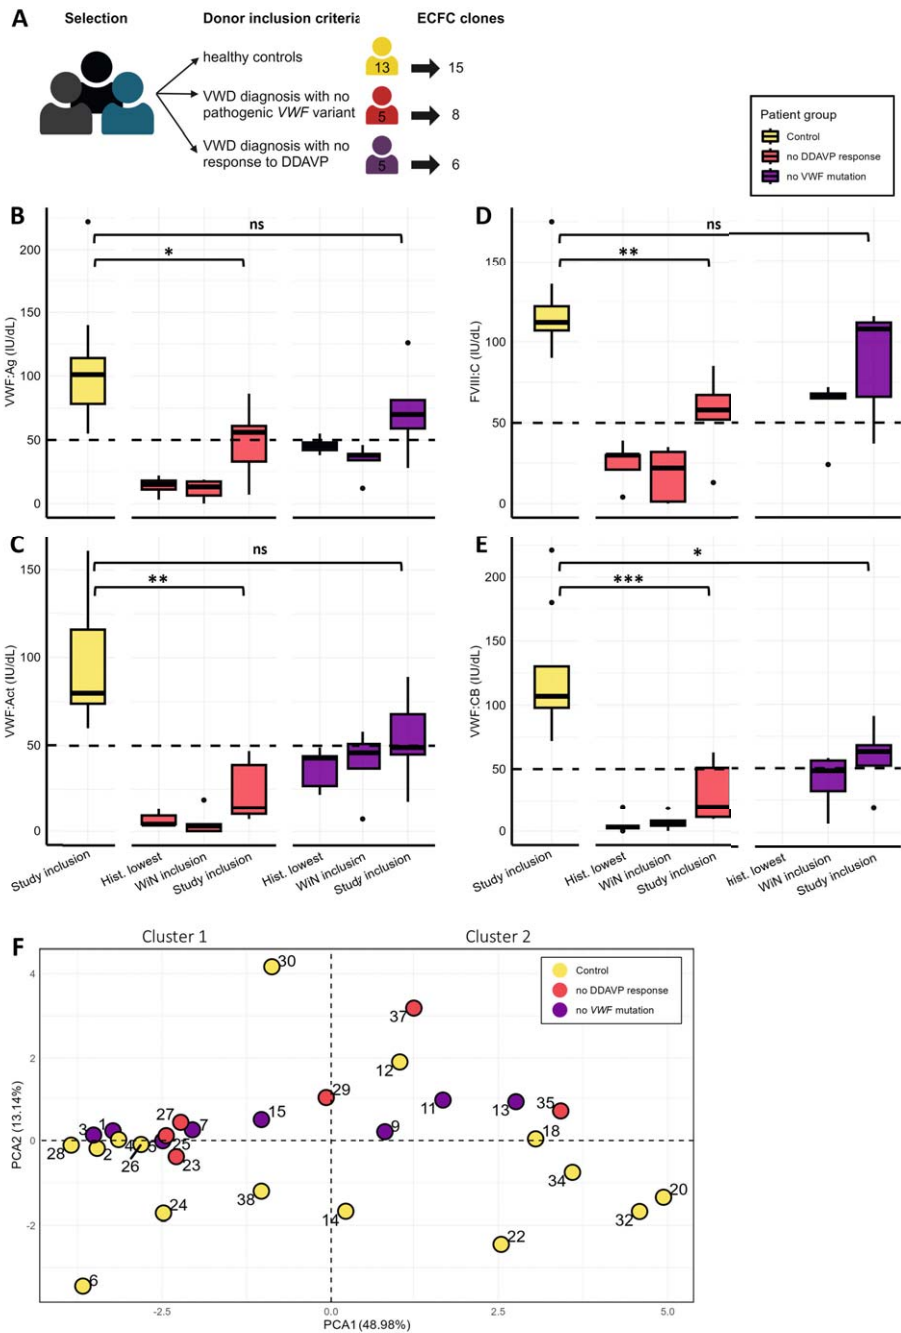 A
Selection
Donor inclusion criteria
ECFC clones
healthy controls
13
15
VWD diagnosis with no
pathogenic VWF variant
5
8
VWD diagnosis with no
response to DDAVP
5
6
Patient group
Control
no DDAVP response
no VWF mutation
B
ns
*
200
150
100
50
0
VWF:Ag (IU/dL)
D
ns
**
150
100
50
0
FVIII:C (IU/dL)
C
ns
**
150
100
50
0
VWF:Act (IU/dL)
Study inclusion
Hist. lowest
WiN inclusion
Study inclusion
Hist. lowest
WiN inclusion
Study inclusion
E
*
***
200
150
100
50
0
VWF:CB (IU/dL)
Study inclusion
Hist. lowest
WiN inclusion
Study inclusion
hist. lowest
WiN inclusion
Study inclusion
F
Cluster 1
Cluster 2
Control
no DDAVP response
no VWF mutation
4
2
0
-2
PCA2 (13.14%)
30
37
12
29
11
13
35
27
7
15
9
18
3
1
28
2
4
26
5
25
23
34
20
24
38
14
32
22
6
-2.5
0.0
2.5
5.0
PCA1 (48.98%)